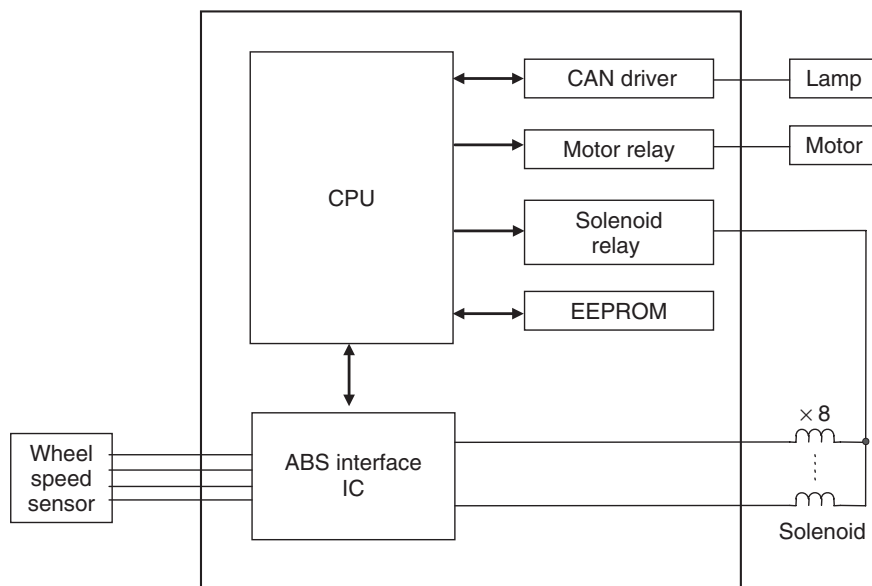 CAN driver
Lamp
Motor relay
Motor
CPU
Solenoid
relay
EEPROM
× 8
Wheel
speed
sensor
ABS interface
IC
Solenoid